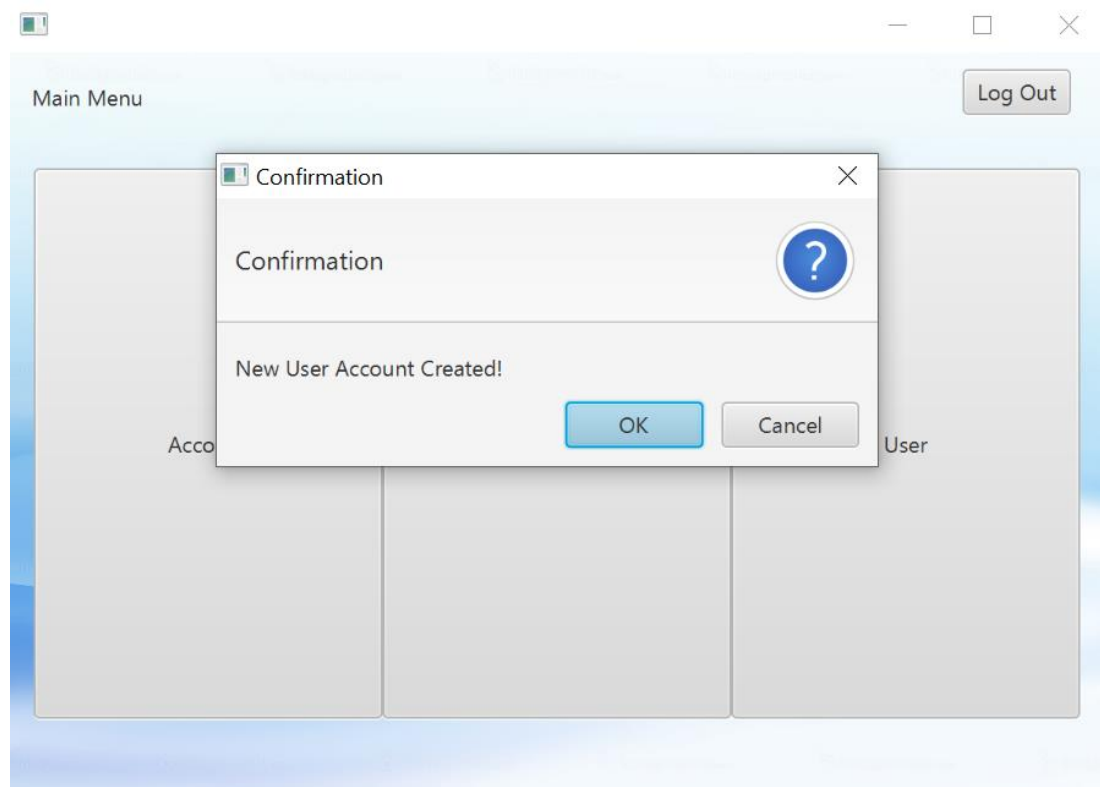 Main Menu
Log Out
Confirmation
Confirmation
?
New User Account Created!
OK
Cancel
Acco
User